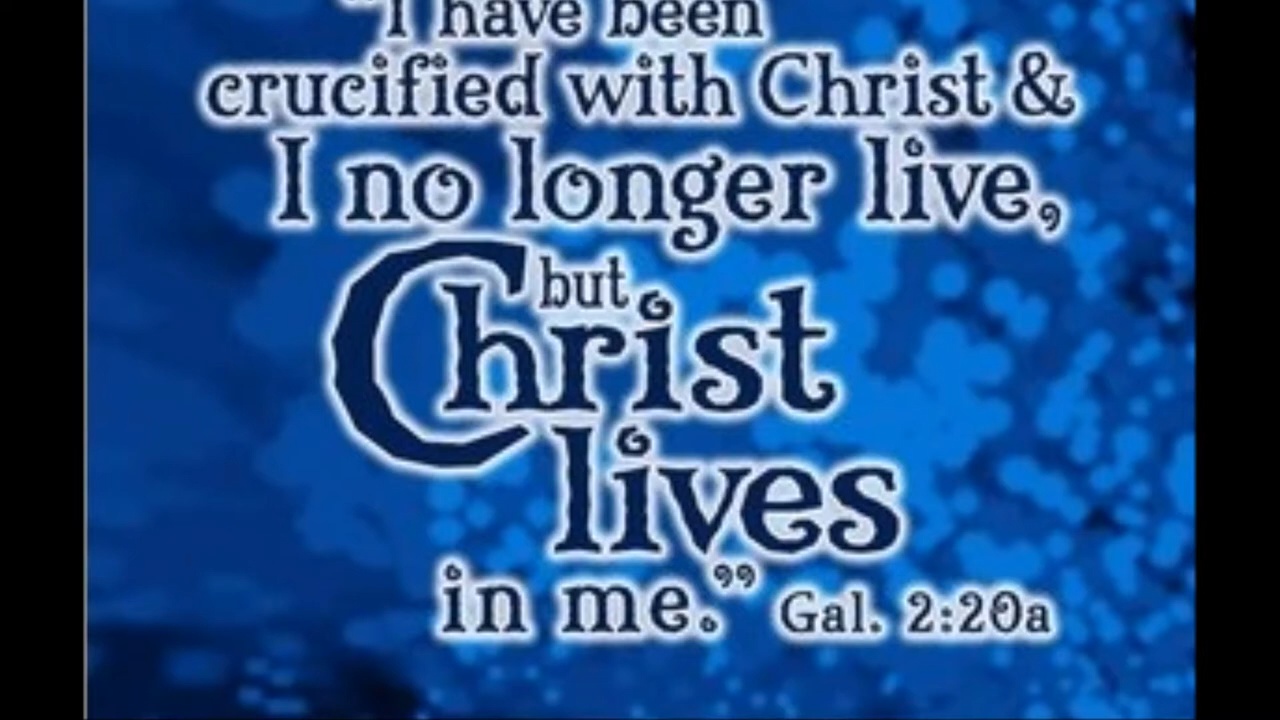 "I have been
crucified with Christ &
I no longer live,
but
Christ
lives
in me." Gal. 2:20a